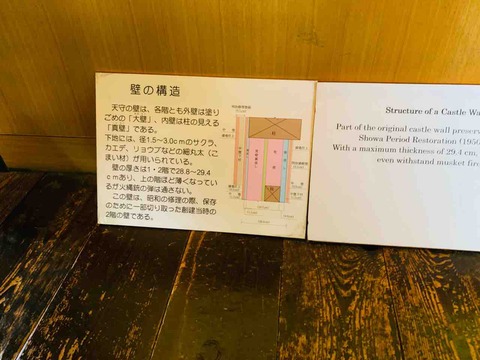 壁の構造
天守の壁は、各階とも外壁は塗り
ごめの「大壁」、内壁は柱の見える
「真壁」である。
下地には、径1.5~3.0cmのサクラ、
カエデ、リョウブなどの細丸太（こ
まい材）が用いられている。
壁の厚さは1・2階で28.8~29.4
cmあり、上の階ほど薄くなってい
るが火縄銃の弾は通さない。
この壁は、昭和の修理の際、保存
のために一部切り取った創建当時の
2階の壁である。
Structure of a Castle Wa
Part of the original castle wall preserv
Showa Period Restoration (1950
With a maximum thickness of 29.4 cm,
even withstand musket fire